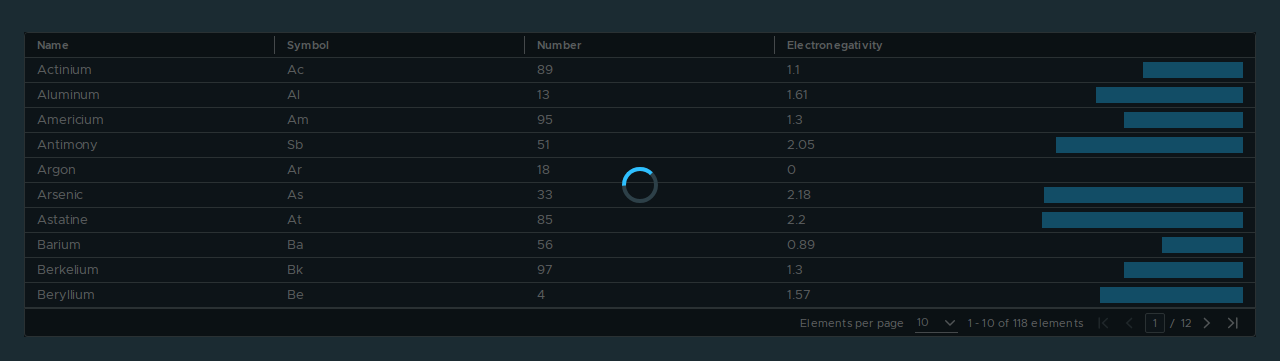 Name Symbol Number Electronegativity
Actinium Ac 89 1.1
Aluminum Al 13 1.61
Americium Am 95 1.3
Antimony Sb 51 2.05
Argon Ar 18 0
Arsenic As 33 2.18
Astatine At 85 2.2
Barium Ba 56 0.89
Berkelium Bk 97 1.3
Beryllium Be 4 1.57
Elements per page 10 1 - 10 of 118 elements 1 / 12